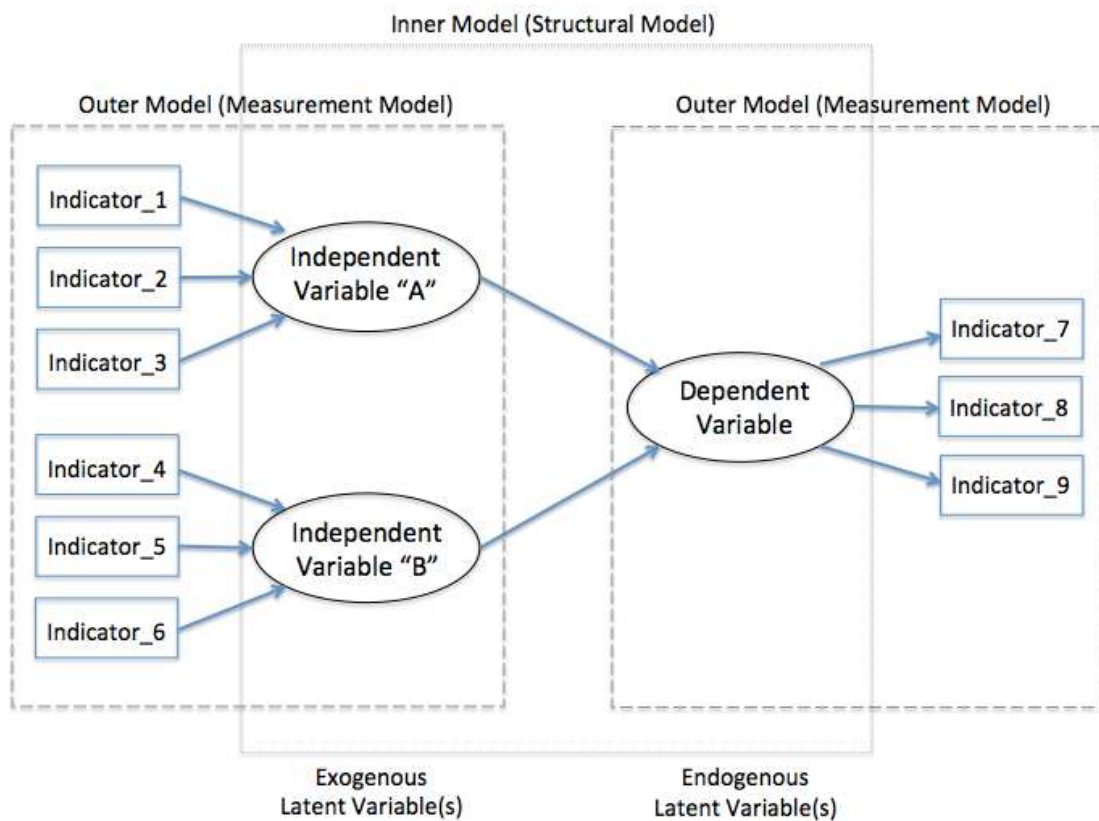 Inner Model (Structural Model)
Outer Model (Measurement Model)
Outer Model (Measurement Model)
Indicator_1
Indicator_2
Indicator_3
Independent
Variable “A”
Indicator_4
Indicator_5
Indicator_6
Independent
Variable “B”
Dependent
Variable
Indicator_7
Indicator_8
Indicator_9
Exogenous
Latent Variable(s)
Endogenous
Latent Variable(s)